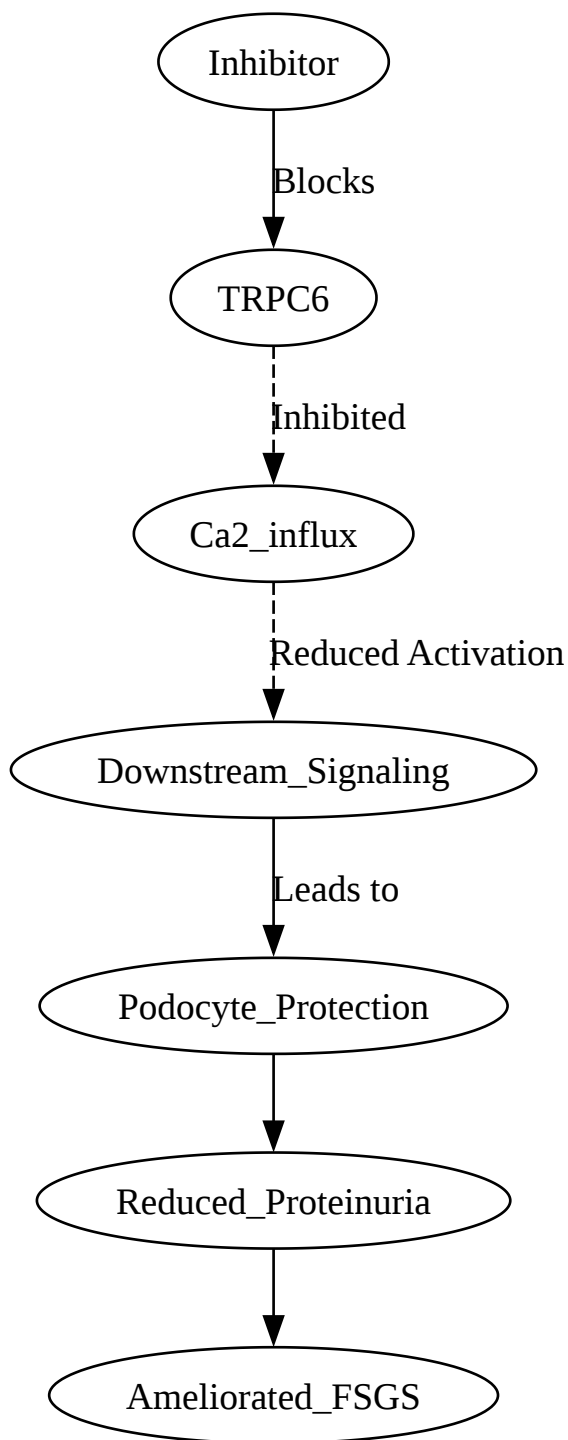 Inhibitor
Blocks
TRPC6
Inhibited
Ca2_influx
Reduced Activation
Downstream_Signaling
Leads to
Podocyte_Protection
Reduced_Proteinuria
Ameliorated_FSGS